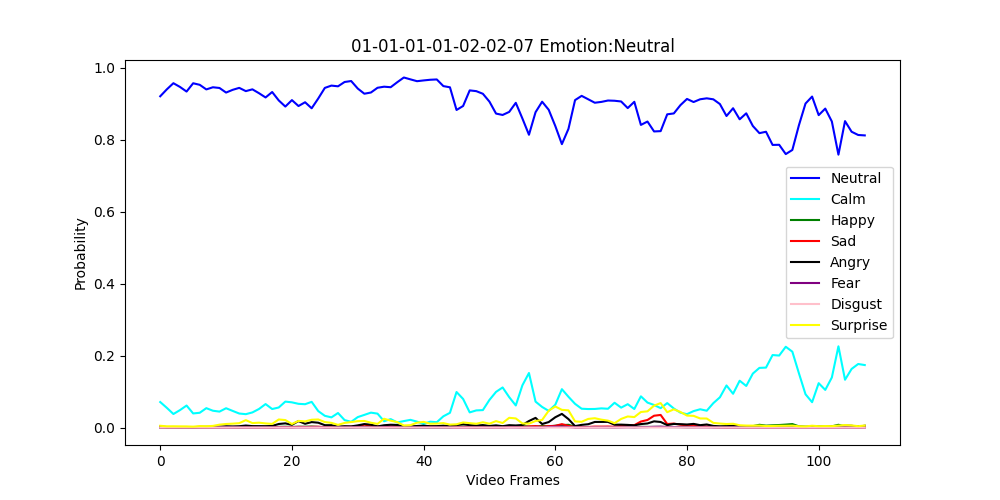 01-01-01-01-02-02-07 Emotion:Neutral
1.0
0.8
0.6
0.4
0.2
0.0
Probability
Neutral
Calm
Happy
Sad
Angry
Fear
Disgust
Surprise
0 20 40 60 80 100
Video Frames